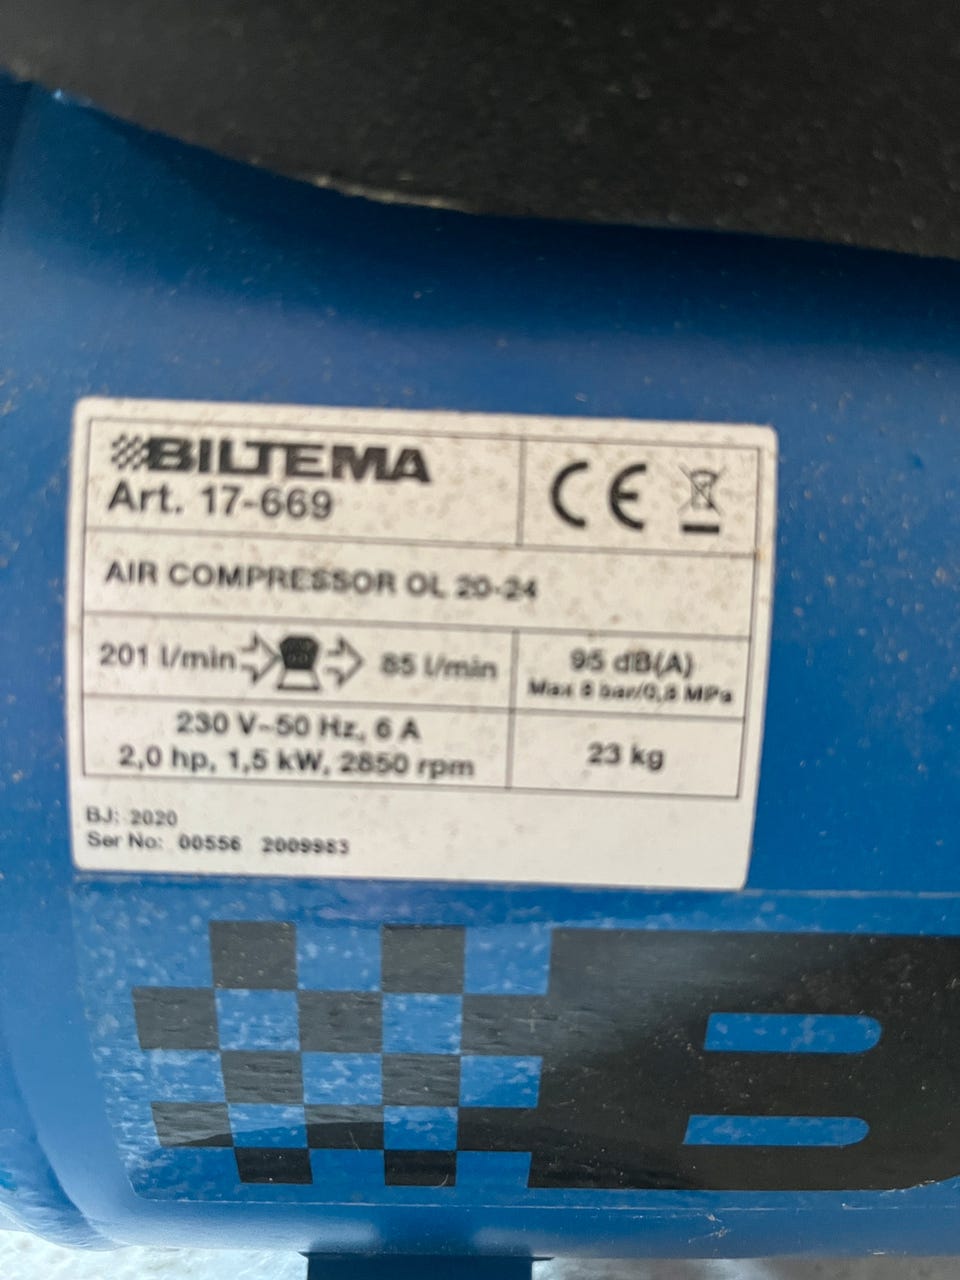 BILTEMA
Art. 17-669
CE
AIR COMPRESSOR OL 20-24
201 l/min 85 l/min
95 dB(A)
Max 8 bar/0,8 MPa
230 V~50 Hz, 6 A
2,0 hp, 1,5 kW, 2850 rpm
23 kg
BJ: 2020
Ser No: 00556 2009983
B